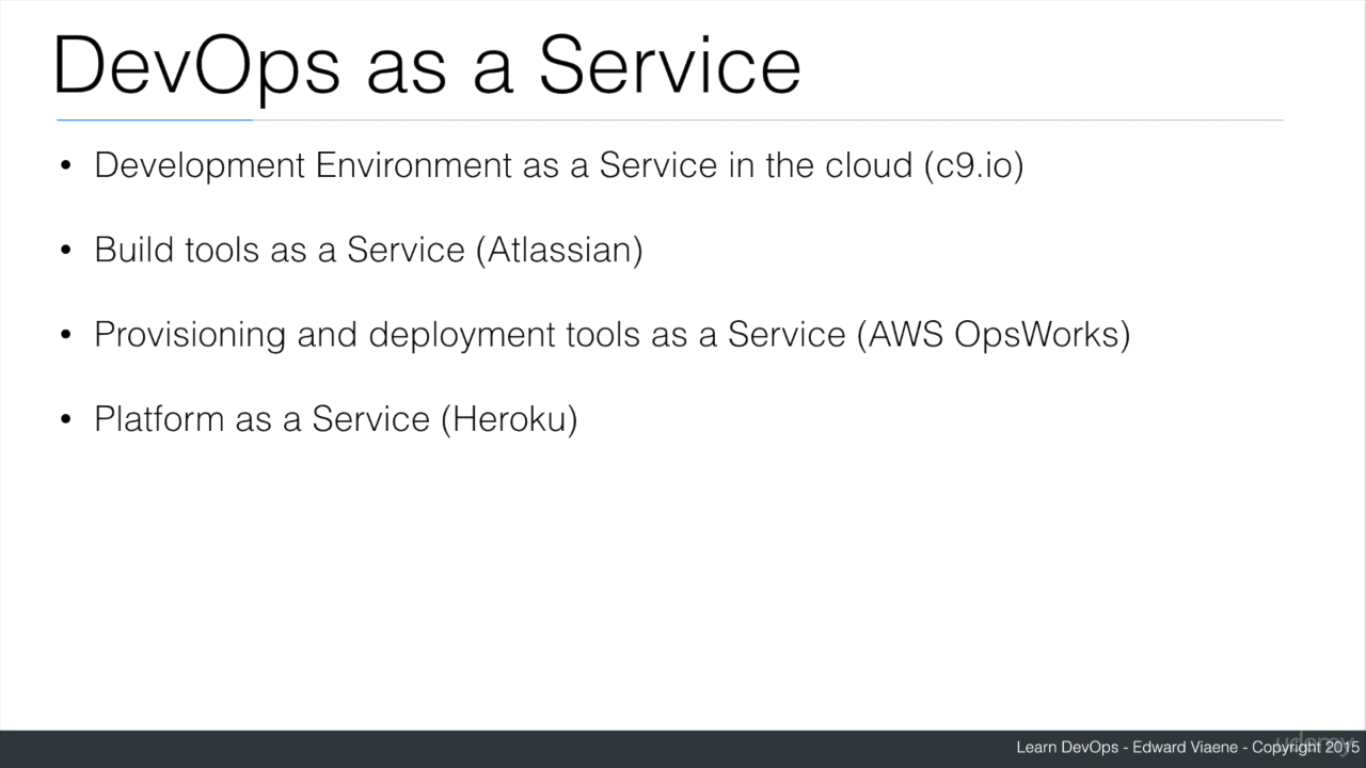 DevOps as a Service
• Development Environment as a Service in the cloud (c9.io)
• Build tools as a Service (Atlassian)
• Provisioning and deployment tools as a Service (AWS OpsWorks)
• Platform as a Service (Heroku)
Learn DevOps - Edward Viaene - Copyright 2015
udemy